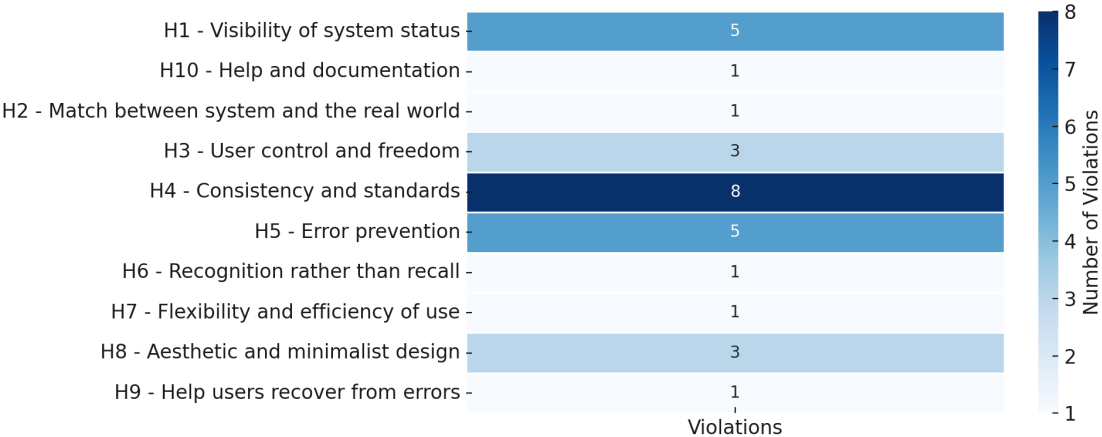 H1 - Visibility of system status 5
H10 - Help and documentation 1
H2 - Match between system and the real world 1
H3 - User control and freedom 3
H4 - Consistency and standards 8
H5 - Error prevention 5
H6 - Recognition rather than recall 1
H7 - Flexibility and efficiency of use 1
H8 - Aesthetic and minimalist design 3
H9 - Help users recover from errors 1
Violations
8
7
6
5
4
3
2
1
Number of Violations